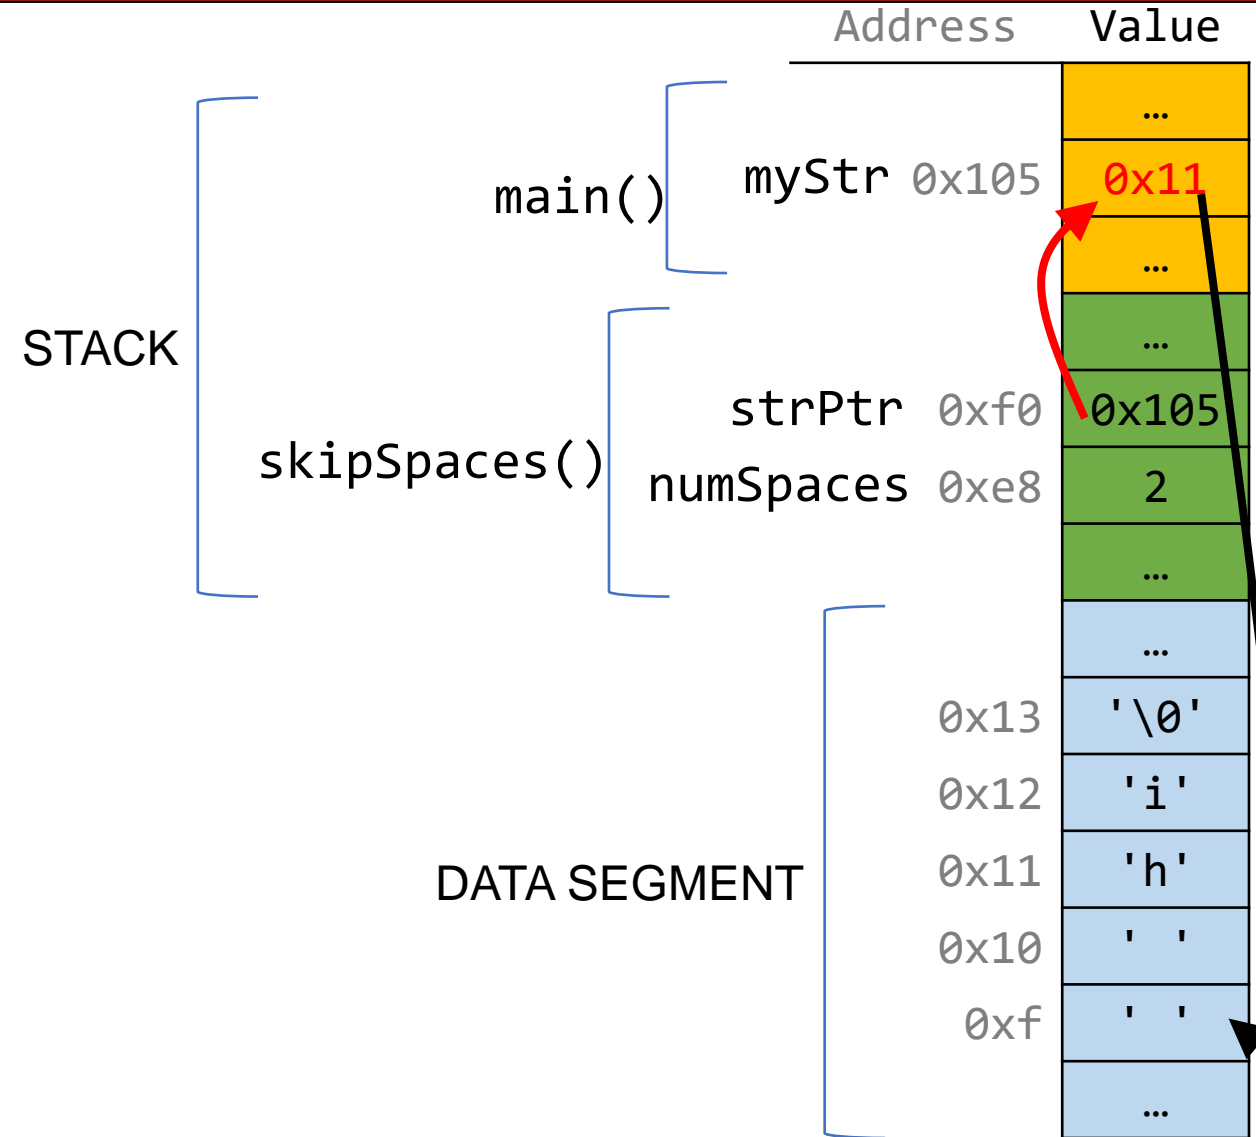 Address Value
…
main() myStr 0x105 0x11
…
STACK
…
strPtr 0xf0 0x105
skipSpaces()
numSpaces 0xe8 2
…
…
0x13 '\0'
0x12 'i'
DATA SEGMENT 0x11 'h'
0x10 ' '
0xf ' '
…